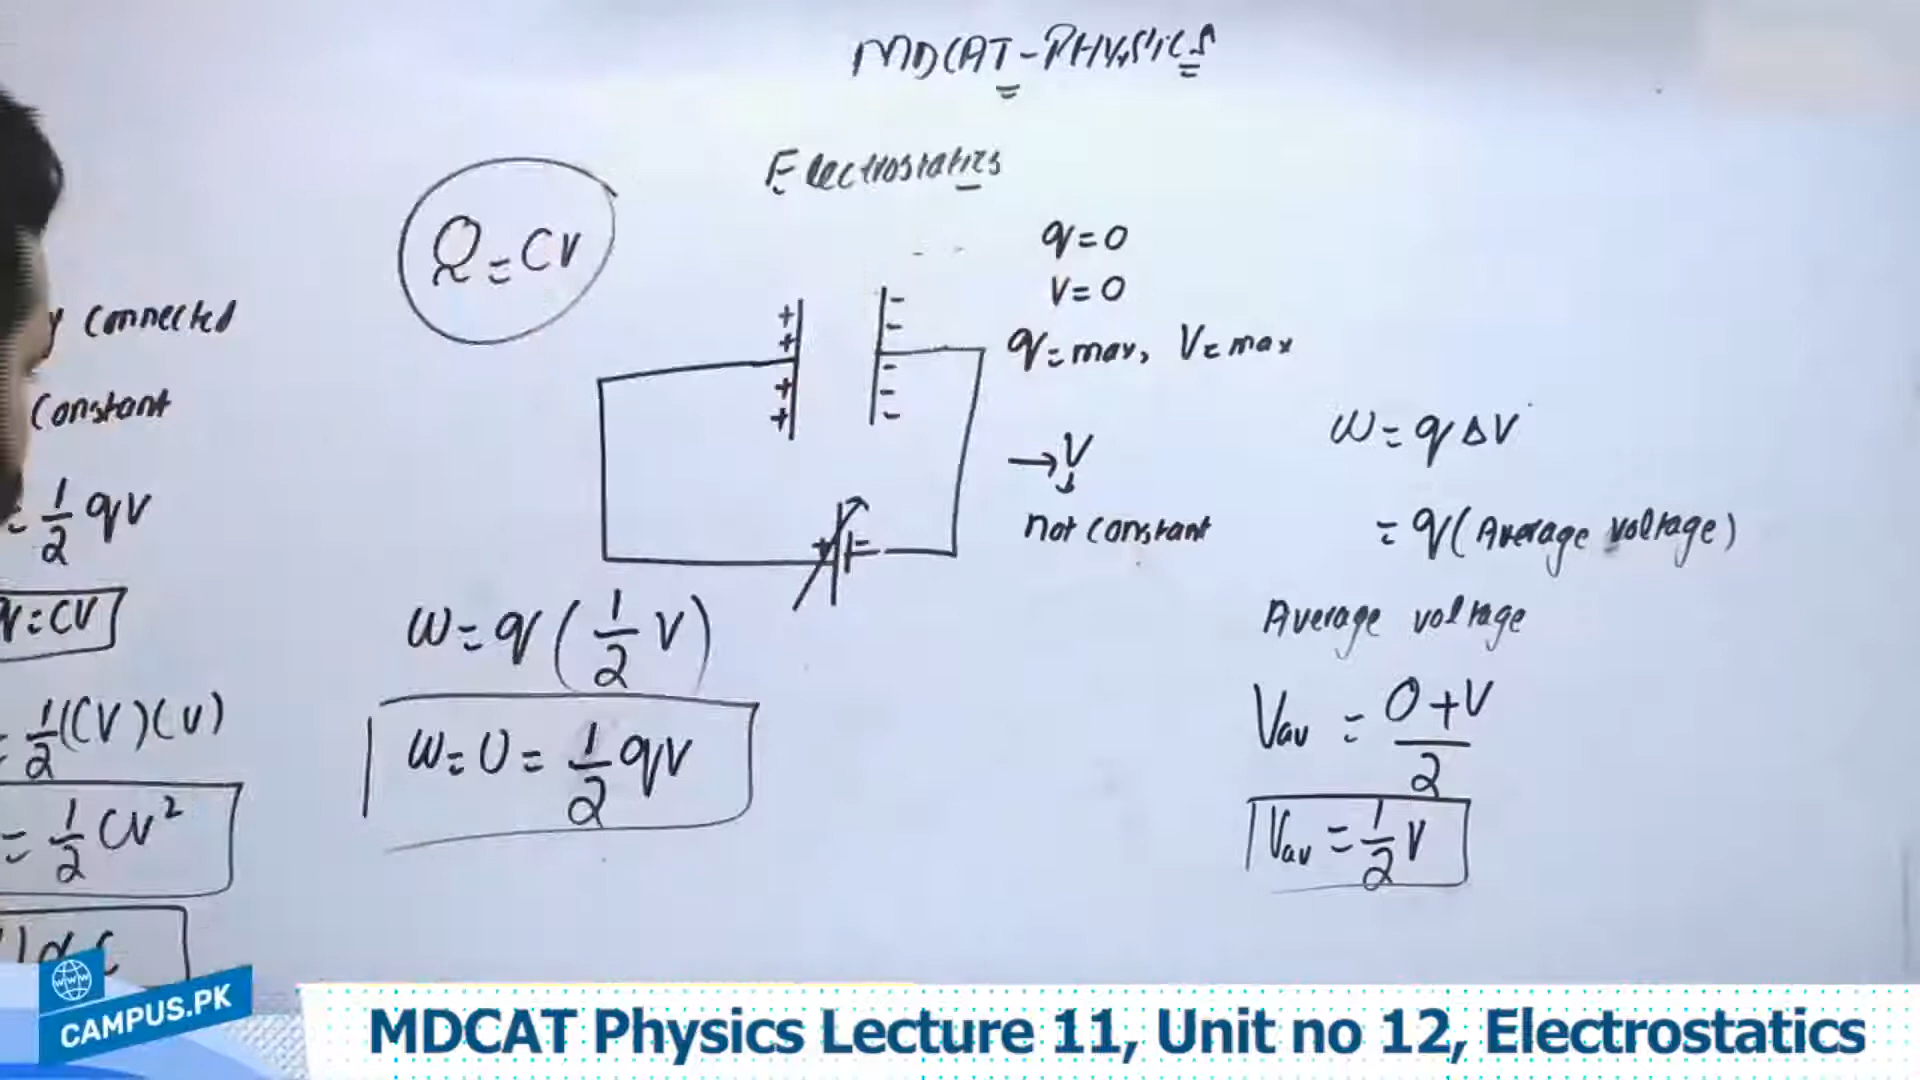 MDCAT-PHYSICS
Electrostatics
Q=CV
q=0
V=0
q=max, V=max
+ + + +
- - - - -
→V
not constant
+ -
W=q(1/2 V)
W=U=1/2 qV
W=qΔV
=q(Average voltage)
Average voltage
Vav = 0+V/2
Vav = 1/2 V
y connected
Constant
=1/2 qV
q=CV
=1/2(CV)(V)
=1/2 CV²
U α C
www
CAMPUS.PK
MDCAT Physics Lecture 11, Unit no 12, Electrostatics